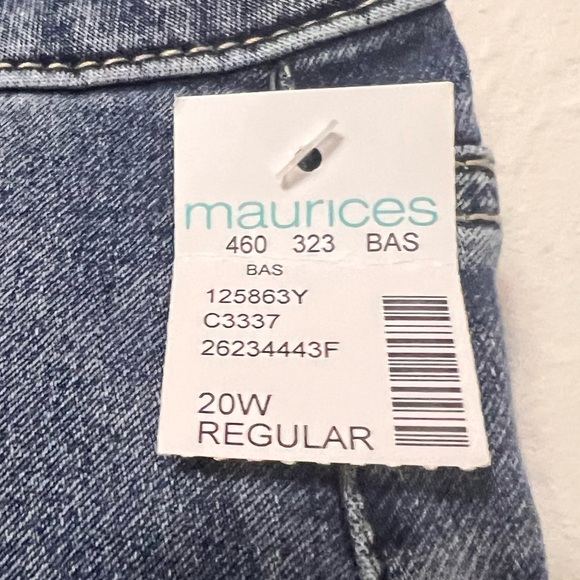 maurices
460 323 BAS
BAS
125863Y
C3337
26234443F
20W
REGULAR